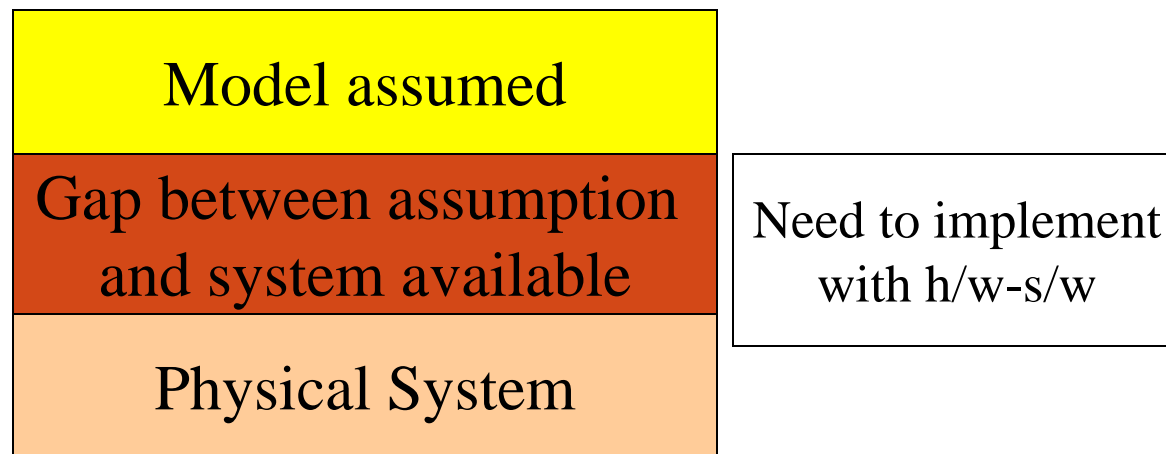 Model assumed
Gap between assumption
and system available
Need to implement
with h/w-s/w
Physical System